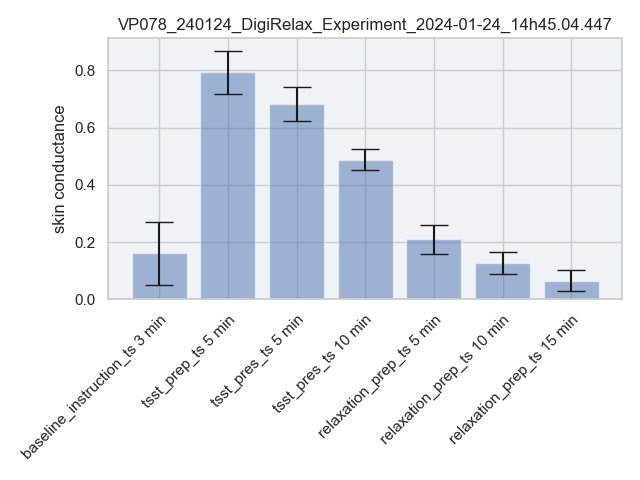 VP078_240124_DigiRelax_Experiment_2024-01-24_14h45.04.447
skin conductance
0.8
0.6
0.4
0.2
0.0
baseline_instruction_ts 3 min
tsst_prep_ts 5 min
tsst_pres_ts 5 min
tsst_pres_ts 10 min
relaxation_prep_ts 5 min
relaxation_prep_ts 10 min
relaxation_prep_ts 15 min